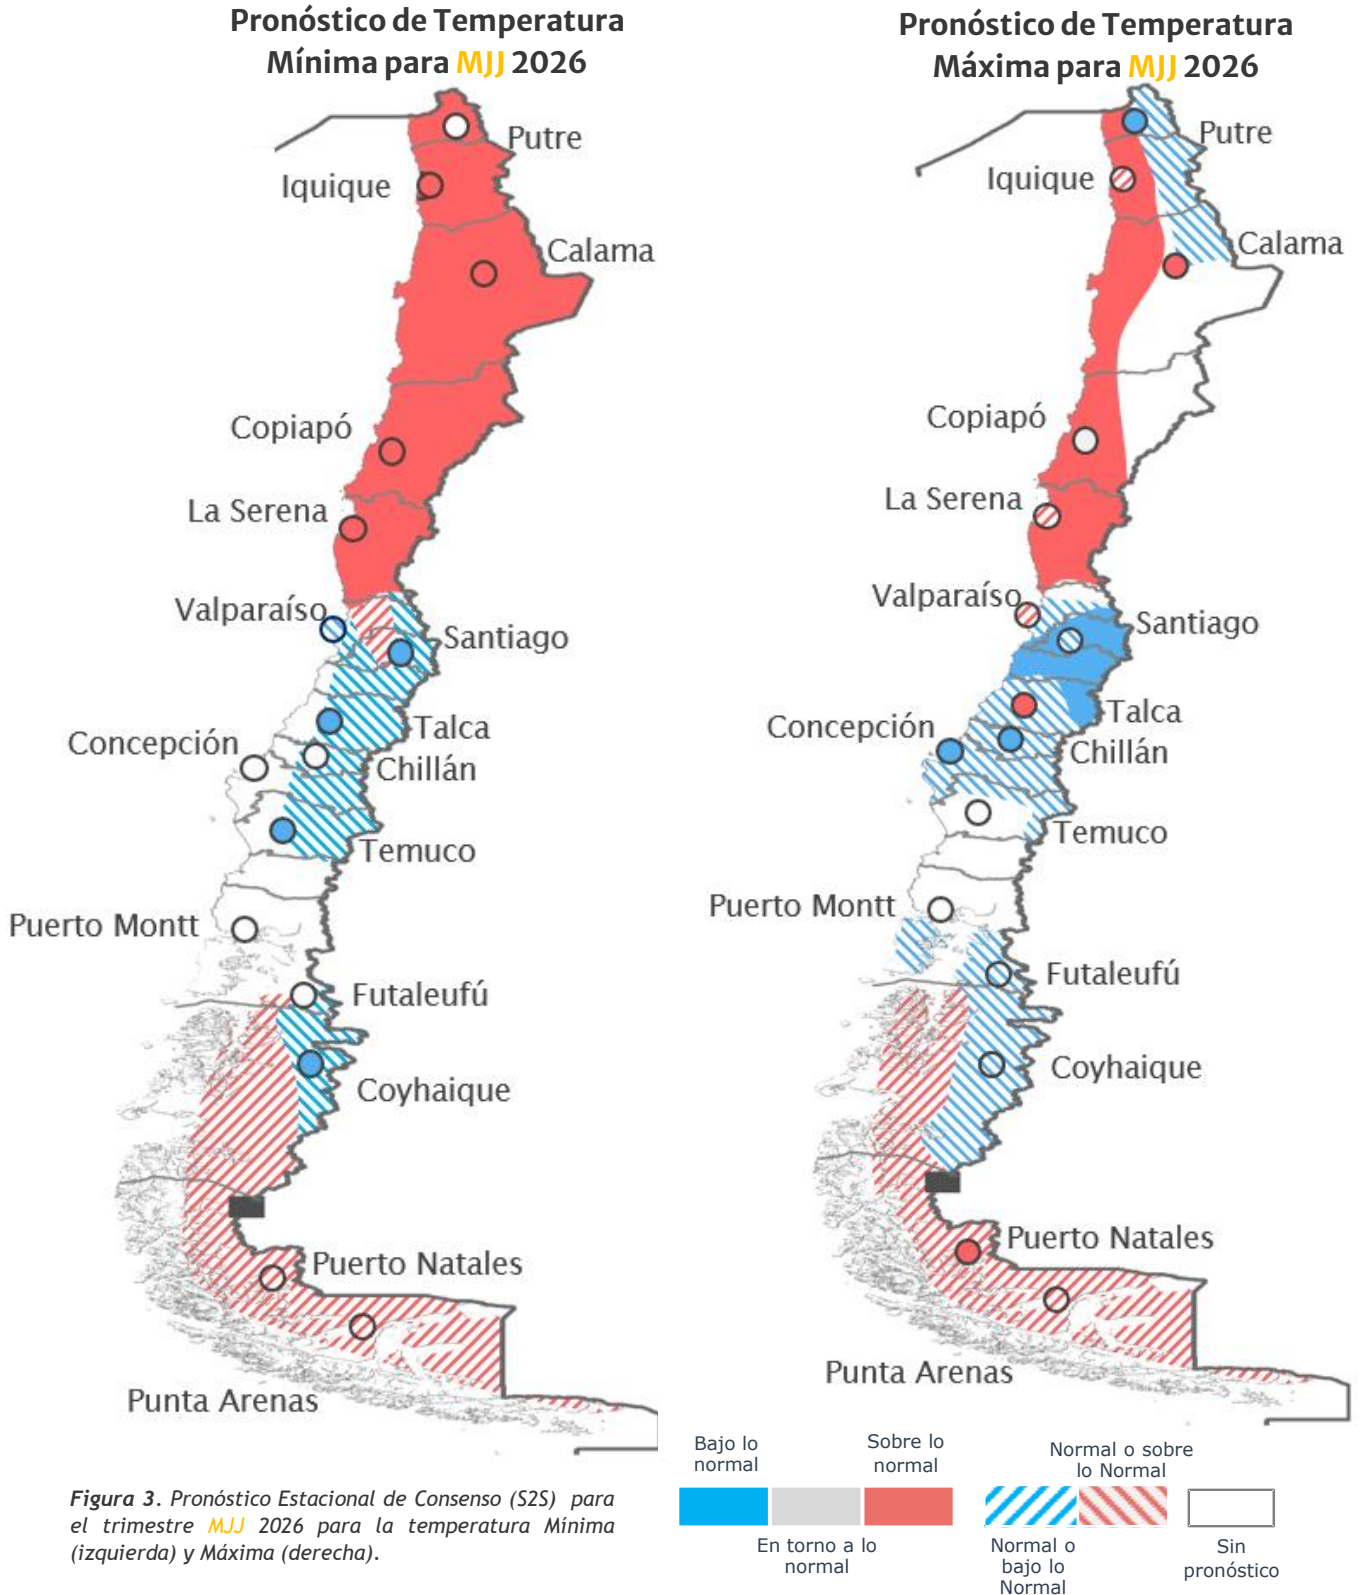 Pronóstico de Temperatura
Mínima para MJJ 2026
Putre
Iquique
Calama
Copiapó
La Serena
Valparaíso
Santiago
Talca
Concepción
Chillán
Temuco
Puerto Montt
Futaleufú
Coyhaique
Puerto Natales
Punta Arenas
Pronóstico de Temperatura
Máxima para MJJ 2026
Putre
Iquique
Calama
Copiapó
La Serena
Valparaíso
Santiago
Talca
Concepción
Chillán
Temuco
Puerto Montt
Futaleufú
Coyhaique
Puerto Natales
Punta Arenas
Bajo lo
normal
Sobre lo
normal
Normal o sobre
lo Normal
En torno a lo
normal
Normal o
bajo lo
Normal
Sin
pronóstico
Figura 3. Pronóstico Estacional de Consenso (S2S) para
el trimestre MJJ 2026 para la temperatura Mínima
(izquierda) y Máxima (derecha).